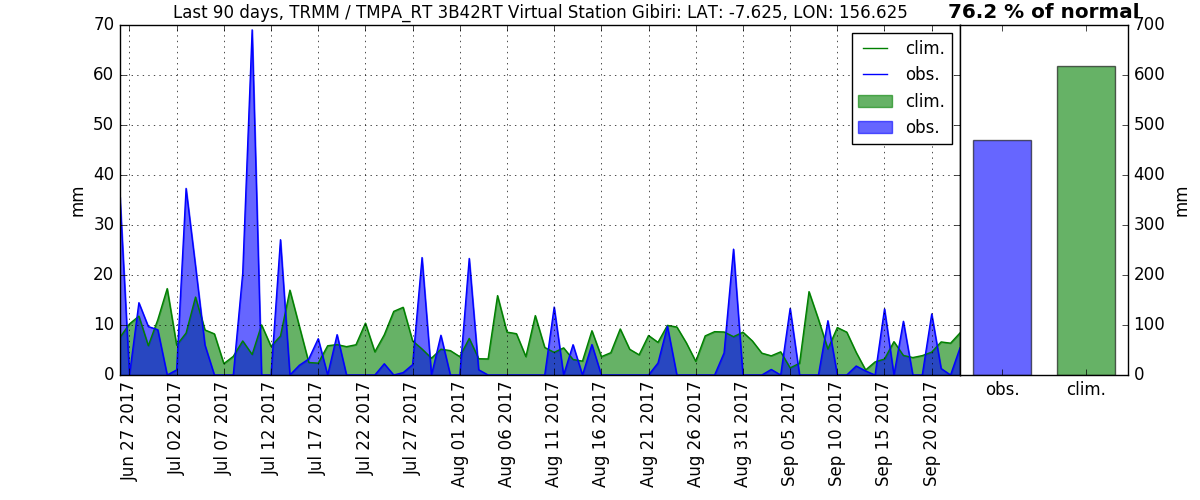 Last 90 days, TRMM / TMPA_RT 3B42RT Virtual Station Gibiri: LAT: -7.625, LON: 156.625
76.2 % of normal
70
60
50
40
30
20
10
0
mm
clim.
obs.
clim.
obs.
Jun 27 2017
Jul 02 2017
Jul 07 2017
Jul 12 2017
Jul 17 2017
Jul 22 2017
Jul 27 2017
Aug 01 2017
Aug 06 2017
Aug 11 2017
Aug 16 2017
Aug 21 2017
Aug 26 2017
Aug 31 2017
Sep 05 2017
Sep 10 2017
Sep 15 2017
Sep 20 2017
700
600
500
400
300
200
100
0
mm
obs.
clim.